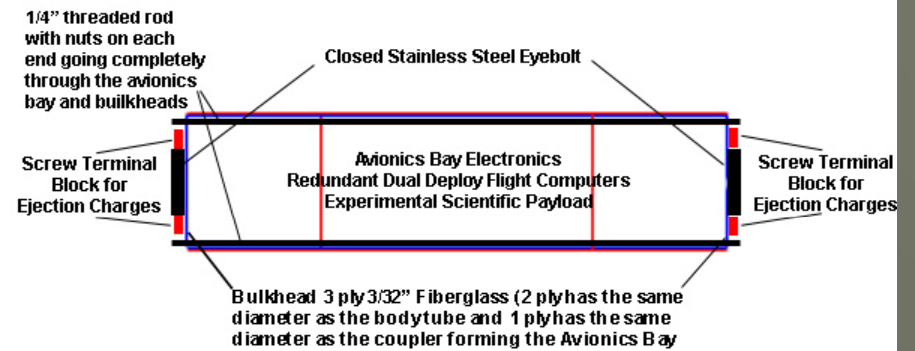 1/4” threaded rod
with nuts on each
end going completely
through the avionics
bay and builkheads
Closed Stainless Steel Eyebolt
Screw Terminal
Block for
Ejection Charges
Avionics Bay Electronics
Redundant Dual Deploy Flight Computers
Experimental Scientific Payload
Screw Terminal
Block for
Ejection Charges
Bulkhead 3 ply 3/32” Fiberglass (2 ply has the same
diameter as the body tube and 1 ply has the same
diameter as the coupler forming the Avionics Bay